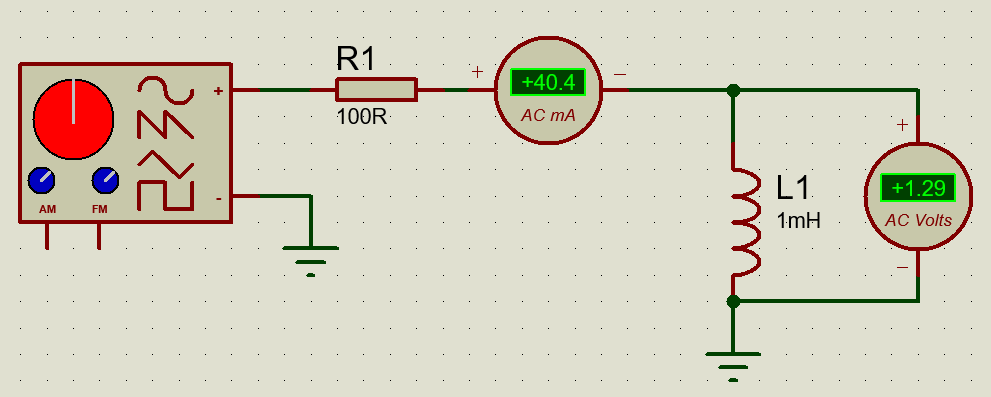 R1
100R
+
+40.4
AC mA
−
+
-
AM
FM
L1
1mH
+
+1.29
AC Volts
−